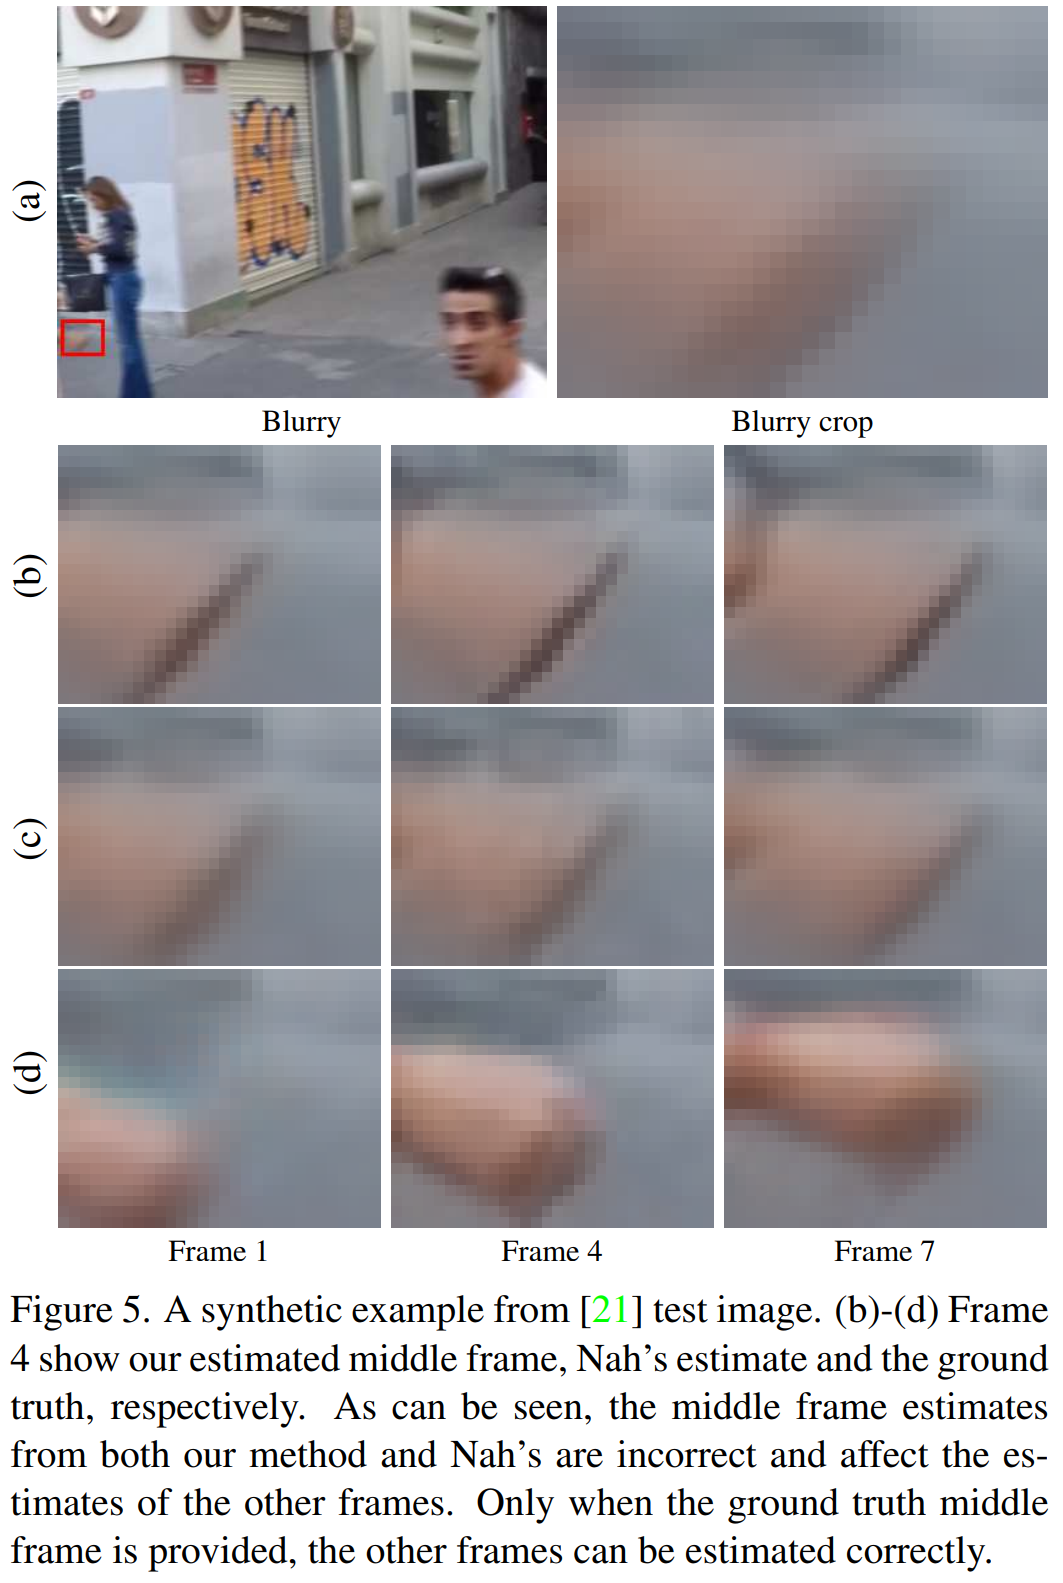 (a)
Blurry
Blurry crop
(b)
(c)
(d)
Frame 1
Frame 4
Frame 7
Figure 5. A synthetic example from [21] test image. (b)-(d) Frame
4 show our estimated middle frame, Nah's estimate and the ground
truth, respectively. As can be seen, the middle frame estimates
from both our method and Nah's are incorrect and affect the es-
timates of the other frames. Only when the ground truth middle
frame is provided, the other frames can be estimated correctly.